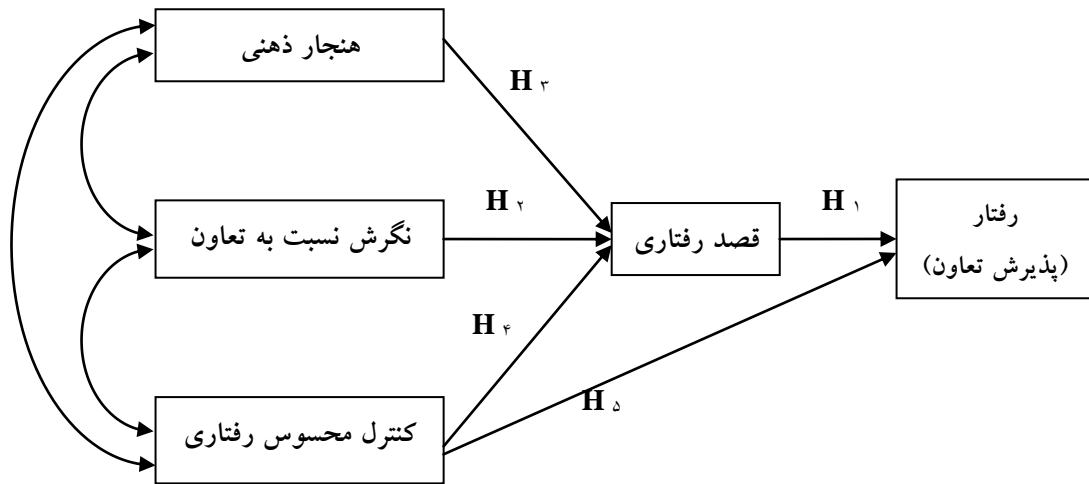 هنجار ذهنی
H ۳
نگرش نسبت به تعاون
H ۲
قصد رفتاری
H ۱
رفتار
(پذیرش تعاون)
H ۴
کنترل محسوس رفتاری
H ۵